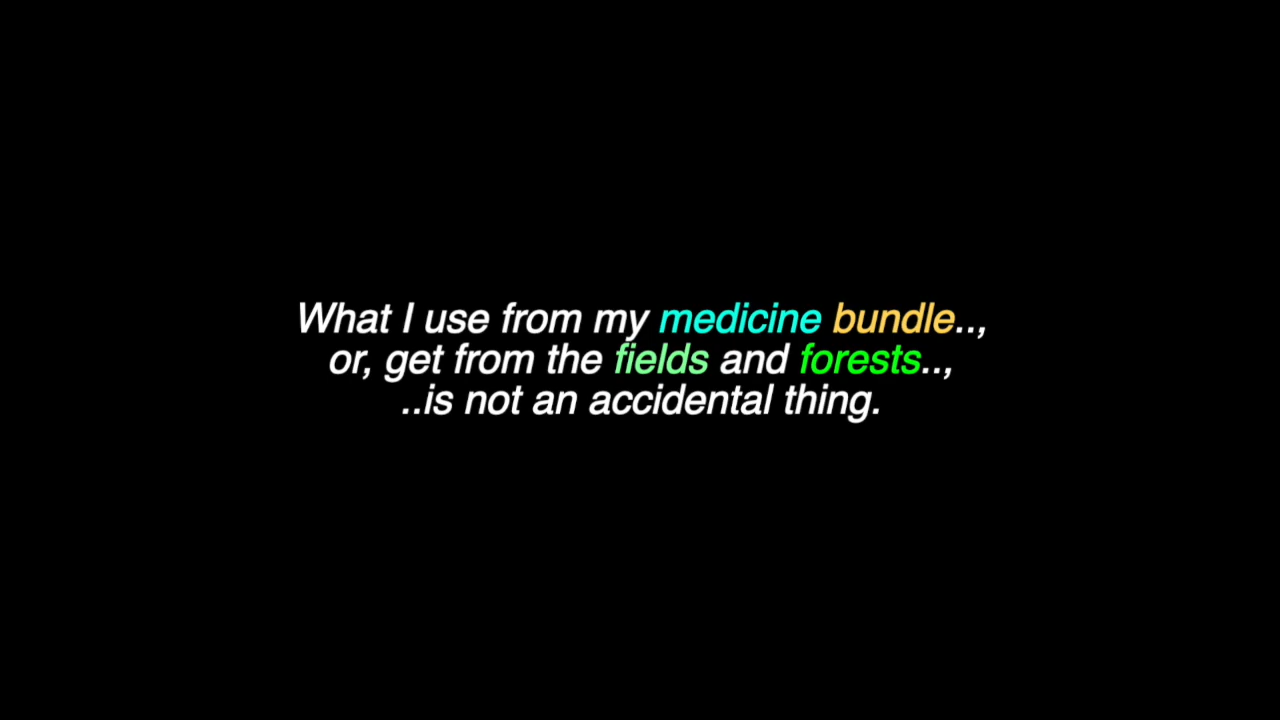 What I use from my medicine bundle..,
or, get from the fields and forests..,
..is not an accidental thing.